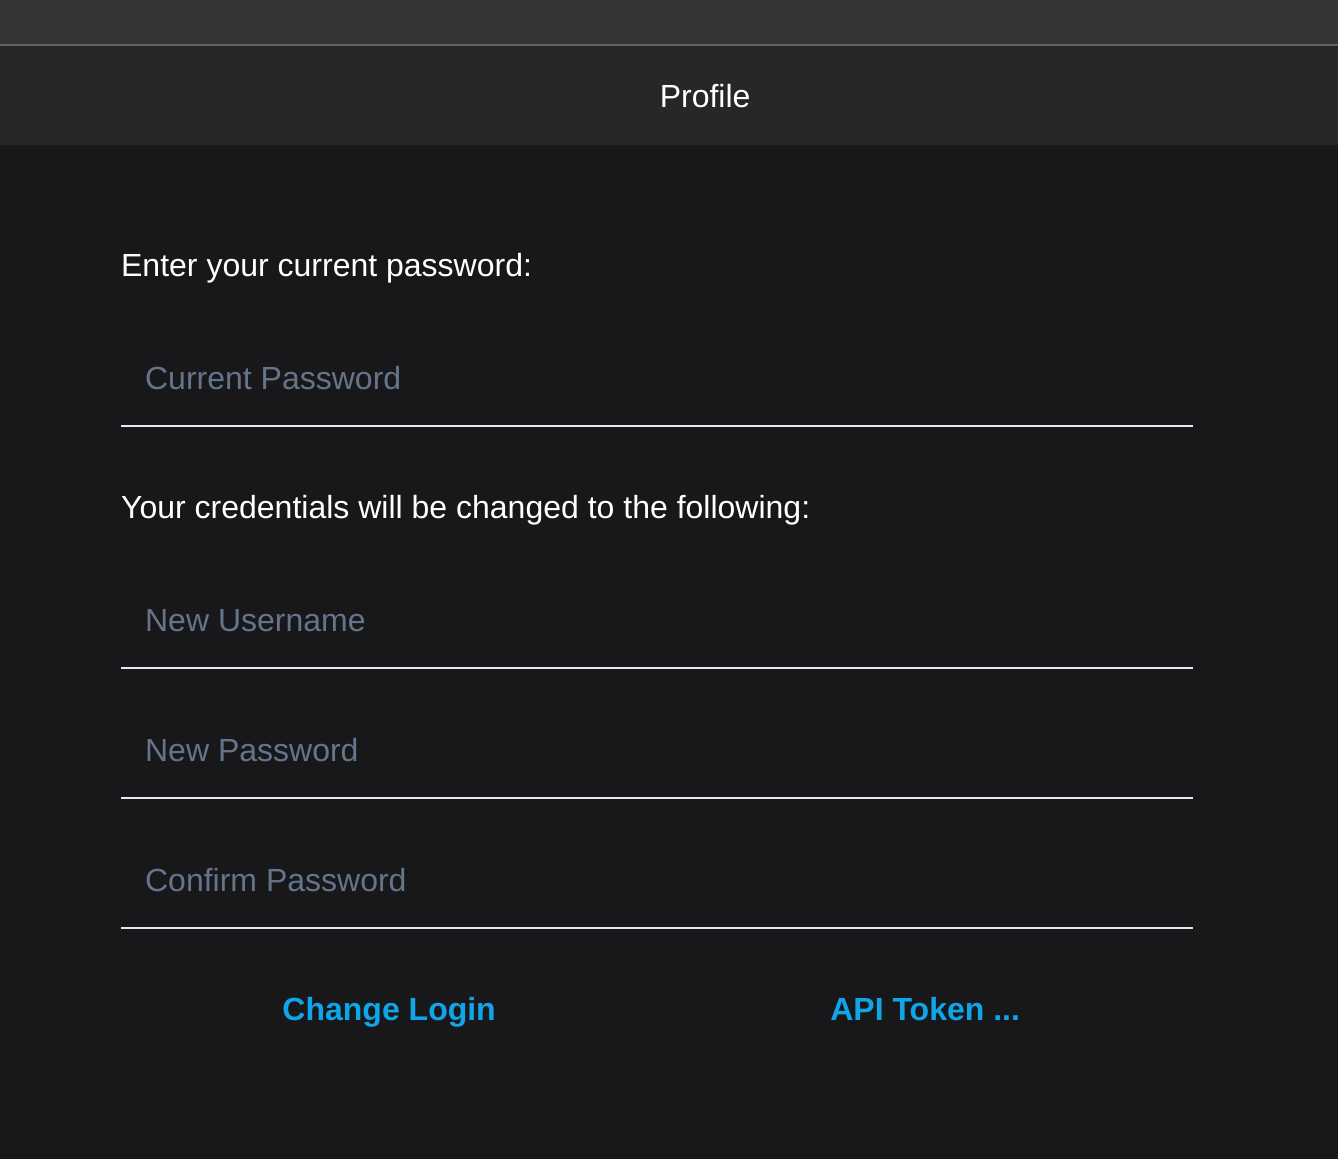 Profile
Enter your current password:
Current Password
Your credentials will be changed to the following:
New Username
New Password
Confirm Password
Change Login
API Token ...